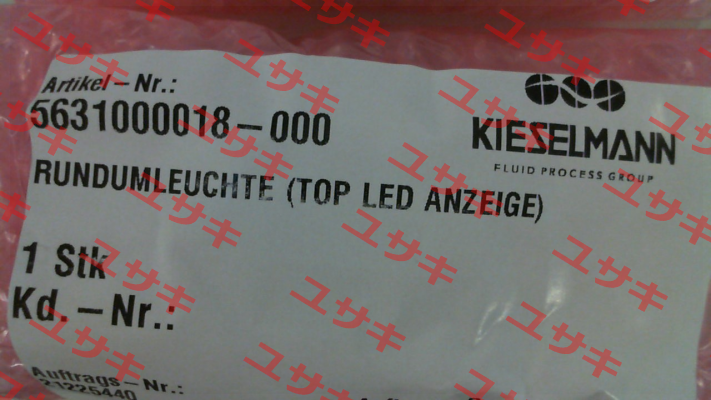 Artikel-Nr.:
5631000018-000
KIESELMANN
FLUID PROCESS GROUP
RUNDUMLEUCHTE (TOP LED ANZEIGE)
1 Stk
Kd.-Nr.:
Auftrags-Nr.:
21225440
ユサキ
ユサキ
ユサキ
ユサキ
ユサキ
ユサキ
ユサキ
ユサキ
ユサキ
ユサキ
ユサキ
ユサキ
ユサキ
ユサキ